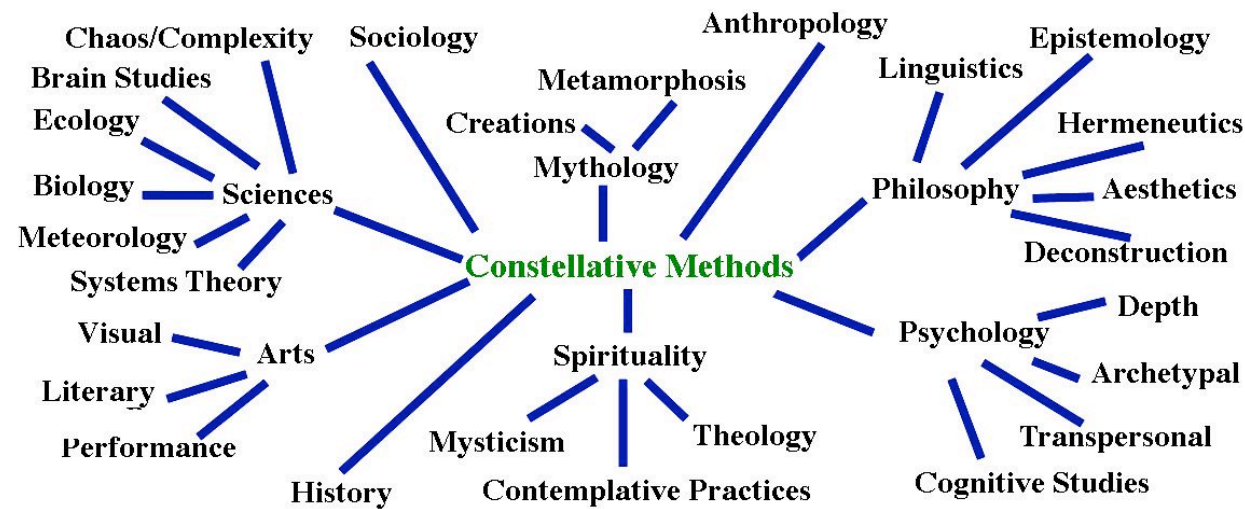 Chaos/Complexity
Sociology
Anthropology
Epistemology
Linguistics
Brain Studies
Metamorphosis
Ecology
Creations
Hermeneutics
Mythology
Biology
Sciences
Philosophy
Aesthetics
Meteorology
Deconstruction
Constellative Methods
Systems Theory
Depth
Visual
Psychology
Arts
Spirituality
Archetypal
Literary
Mysticism
Theology
Transpersonal
Performance
Cognitive Studies
History
Contemplative Practices